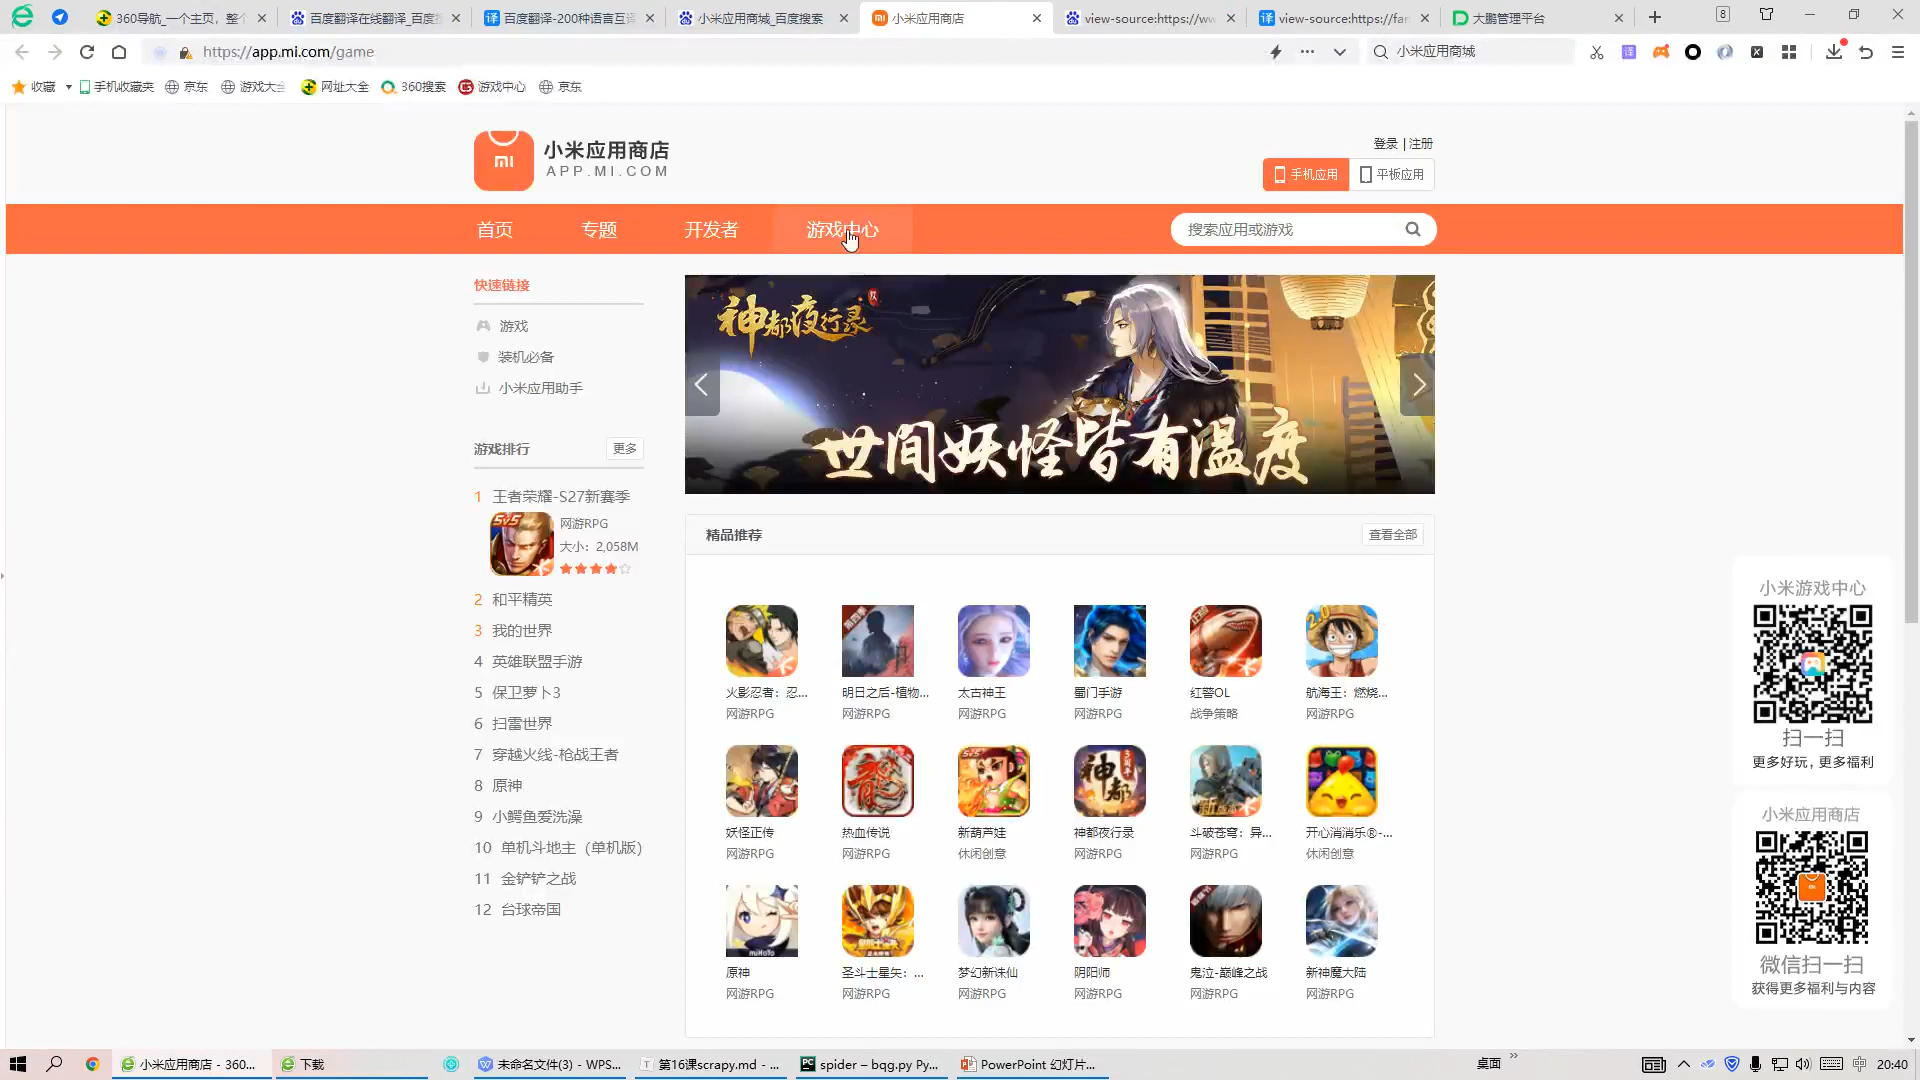 360导航_一个主页，整个
百度翻译在线翻译_百度
百度翻译-200种语言互译
小米应用商城_百度搜索
小米应用商店
view-source:https://ww
view-source:https://fan
大鹏管理平台
8
https://app.mi.com/game
小米应用商城
收藏
手机收藏夹
京东
游戏大全
网址大全
360搜索
游戏中心
京东
小米应用商店
APP.MI.COM
登录 | 注册
手机应用
平板应用
首页
专题
开发者
游戏中心
搜索应用或游戏
快速链接
游戏
装机必备
小米应用助手
游戏排行
更多
1 王者荣耀-S27新赛季
网游RPG
大小：2,058M
2 和平精英
3 我的世界
4 英雄联盟手游
5 保卫萝卜3
6 扫雷世界
7 穿越火线-枪战王者
8 原神
9 小鳄鱼爱洗澡
10 单机斗地主（单机版）
11 金铲铲之战
12 台球帝国
神都夜行录
世间妖怪皆有温度
精品推荐
查看全部
火影忍者：忍...
网游RPG
明日之后-植物...
网游RPG
太古神王
网游RPG
蜀门手游
网游RPG
红警OL
战争策略
航海王：燃烧...
网游RPG
妖怪正传
网游RPG
热血传说
网游RPG
新葫芦娃
休闲创意
神都夜行录
网游RPG
斗破苍穹：异...
网游RPG
开心消消乐®-...
休闲创意
原神
网游RPG
圣斗士星矢：...
网游RPG
梦幻新诛仙
网游RPG
阴阳师
网游RPG
鬼泣-巅峰之战
网游RPG
新神魔大陆
网游RPG
小米游戏中心
扫一扫
更多好玩，更多福利
小米应用商店
微信扫一扫
获得更多福利与内容
小米应用商店 - 360...
下载
未命名文件(3) - WPS...
第16课scrapy.md - ...
spider – bqg.py Py...
PowerPoint 幻灯片...
桌面
中
20:40